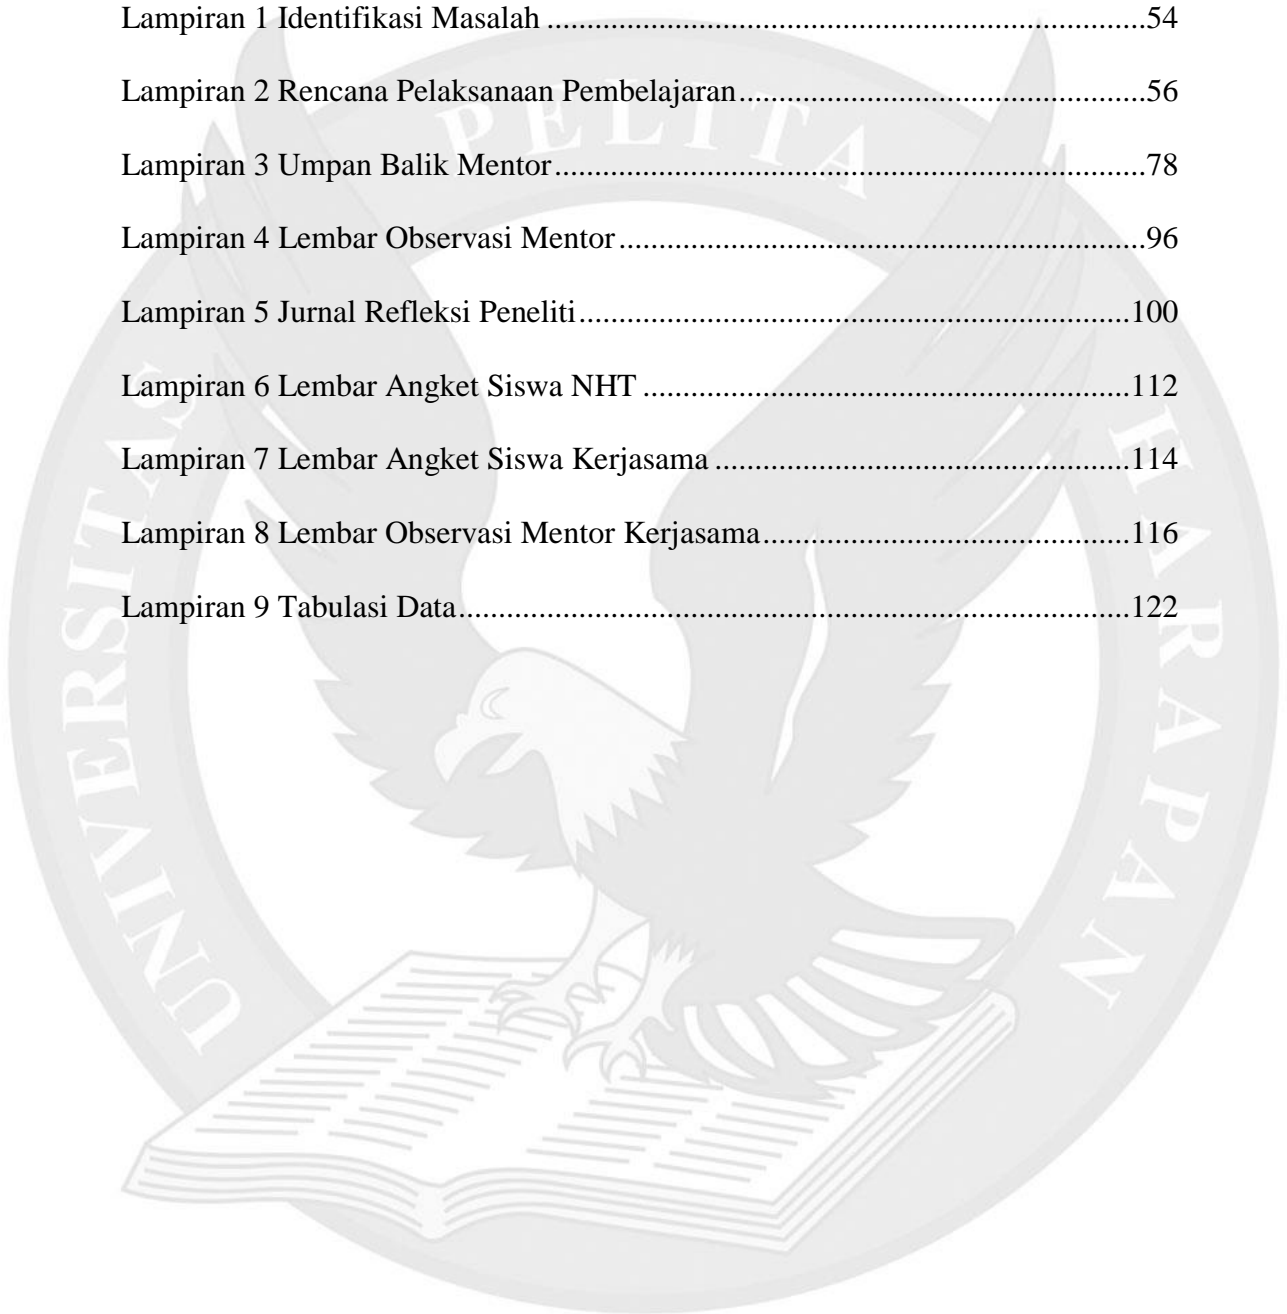 Lampiran 1 Identifikasi Masalah ..........................................................................54
Lampiran 2 Rencana Pelaksanaan Pembelajaran..................................................56
Lampiran 3 Umpan Balik Mentor.........................................................................78
Lampiran 4 Lembar Observasi Mentor.................................................................96
Lampiran 5 Jurnal Refleksi Peneliti....................................................................100
Lampiran 6 Lembar Angket Siswa NHT ............................................................112
Lampiran 7 Lembar Angket Siswa Kerjasama ...................................................114
Lampiran 8 Lembar Observasi Mentor Kerjasama.............................................116
Lampiran 9 Tabulasi Data...................................................................................122
UNIVERSITAS PELITA HARAPAN